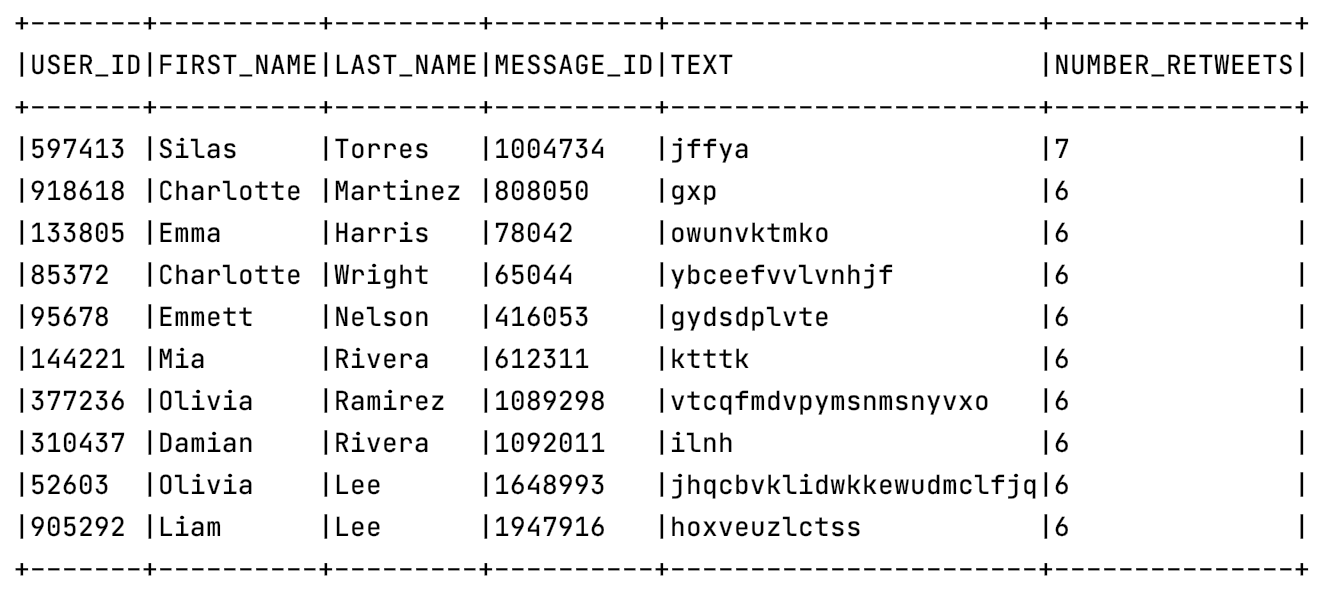 +-------+----------+---------+----------+-----------------------+---------------+
|USER_ID|FIRST_NAME|LAST_NAME|MESSAGE_ID|TEXT                   |NUMBER_RETWEETS|
+-------+----------+---------+----------+-----------------------+---------------+
|597413 |Silas     |Torres   |1004734   |jffya                  |7              |
|918618 |Charlotte |Martinez |808050    |gxp                    |6              |
|133805 |Emma      |Harris   |78042     |owunvktmko             |6              |
|85372  |Charlotte |Wright   |65044     |ybceefvvlvnhjf         |6              |
|95678  |Emmett    |Nelson   |416053    |gydsdplvte             |6              |
|144221 |Mia       |Rivera   |612311    |ktttk                  |6              |
|377236 |Olivia    |Ramirez  |1089298   |vtcqfmdvpymsnmsnyvxo   |6              |
|310437 |Damian    |Rivera   |1092011   |ilnh                   |6              |
|52603  |Olivia    |Lee      |1648993   |jhqcbvklidwkkewudmclfjq|6              |
|905292 |Liam      |Lee      |1947916   |hoxveuzlctss           |6              |
+-------+----------+---------+----------+-----------------------+---------------+